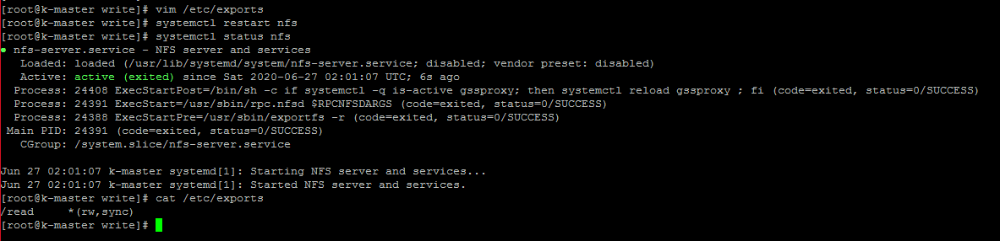 [root@k-master write]# vim /etc/exports
[root@k-master write]# systemctl restart nfs
[root@k-master write]# systemctl status nfs
● nfs-server.service - NFS server and services
   Loaded: loaded (/usr/lib/systemd/system/nfs-server.service; disabled; vendor preset: disabled)
   Active: active (exited) since Sat 2020-06-27 02:01:07 UTC; 6s ago
  Process: 24408 ExecStartPost=/bin/sh -c if systemctl -q is-active gssproxy; then systemctl reload gssproxy ; fi (code=exited, status=0/SUCCESS)
  Process: 24391 ExecStart=/usr/sbin/rpc.nfsd $RPCNFSDARGS (code=exited, status=0/SUCCESS)
  Process: 24388 ExecStartPre=/usr/sbin/exportfs -r (code=exited, status=0/SUCCESS)
 Main PID: 24391 (code=exited, status=0/SUCCESS)
   CGroup: /system.slice/nfs-server.service

Jun 27 02:01:07 k-master systemd[1]: Starting NFS server and services...
Jun 27 02:01:07 k-master systemd[1]: Started NFS server and services.
[root@k-master write]# cat /etc/exports
/read     *(rw,sync)
[root@k-master write]#